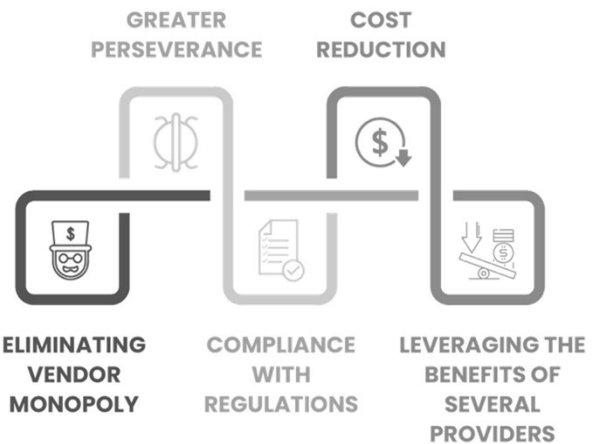 GREATER
PERSEVERANCE
COST
REDUCTION
$
$
$
ELIMINATING
VENDOR
MONOPOLY
COMPLIANCE
WITH
REGULATIONS
LEVERAGING THE
BENEFITS OF
SEVERAL
PROVIDERS